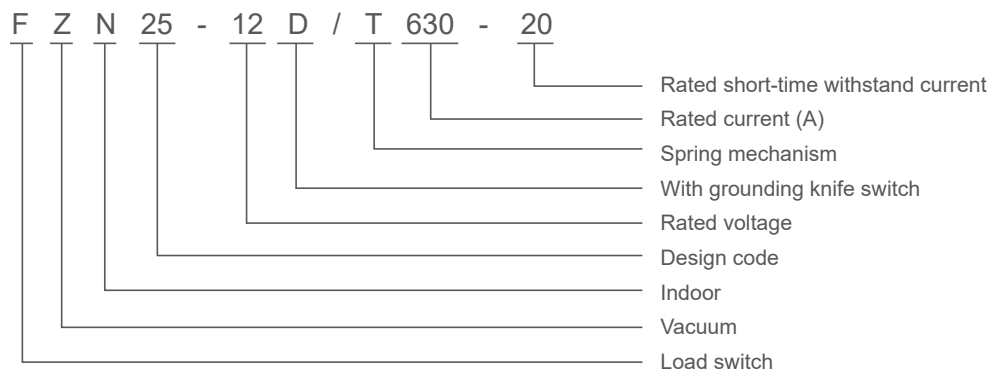 F Z N 25 - 12 D / T 630 - 20
Rated short-time withstand current
Rated current (A)
Spring mechanism
With grounding knife switch
Rated voltage
Design code
Indoor
Vacuum
Load switch